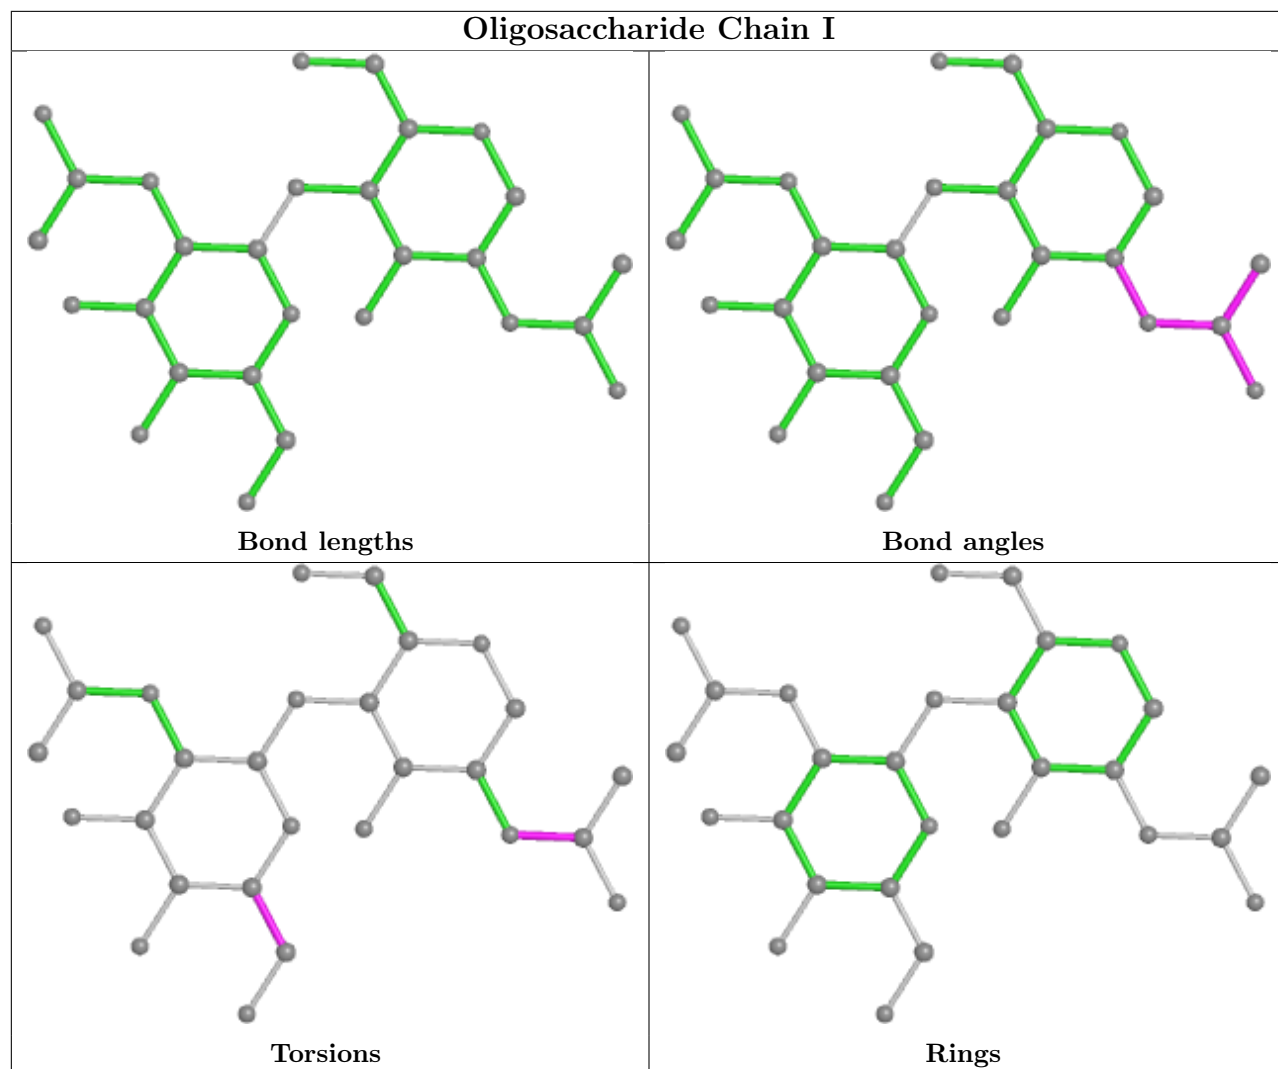 Oligosaccharide Chain I
Bond lengths
Bond angles
Torsions
Rings